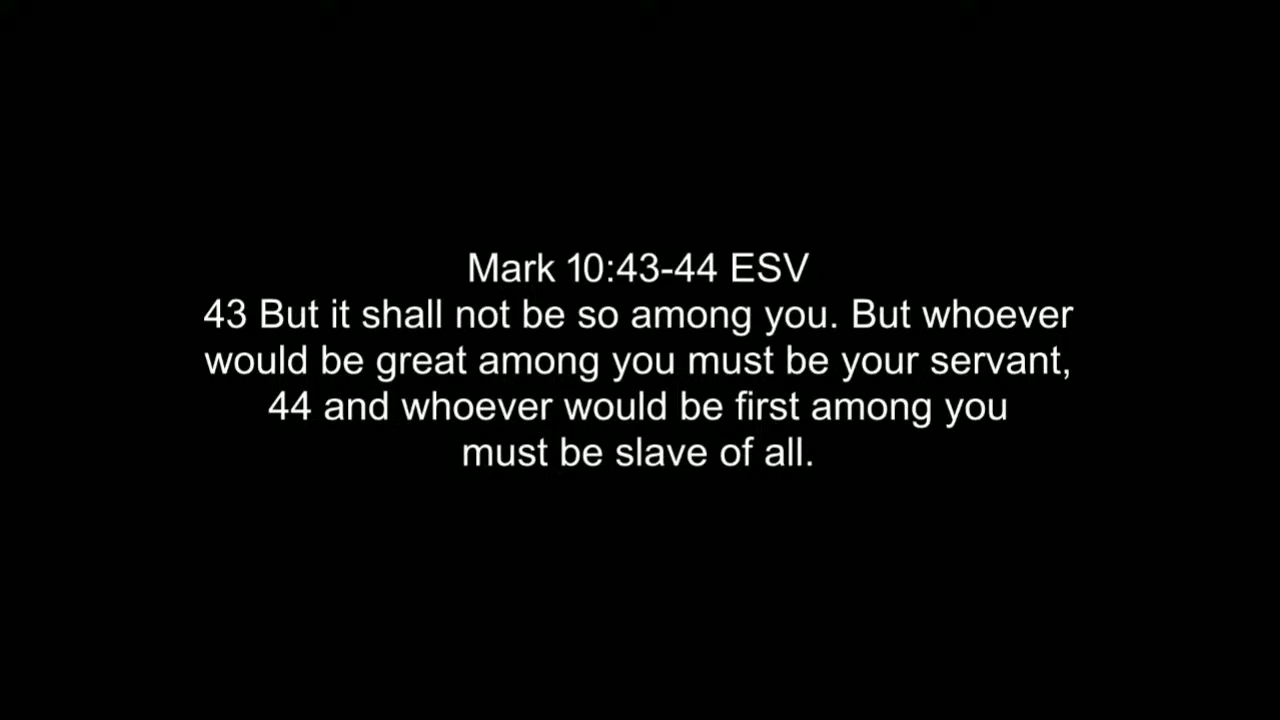 Mark 10:43-44 ESV
43 But it shall not be so among you. But whoever
would be great among you must be your servant,
44 and whoever would be first among you
must be slave of all.